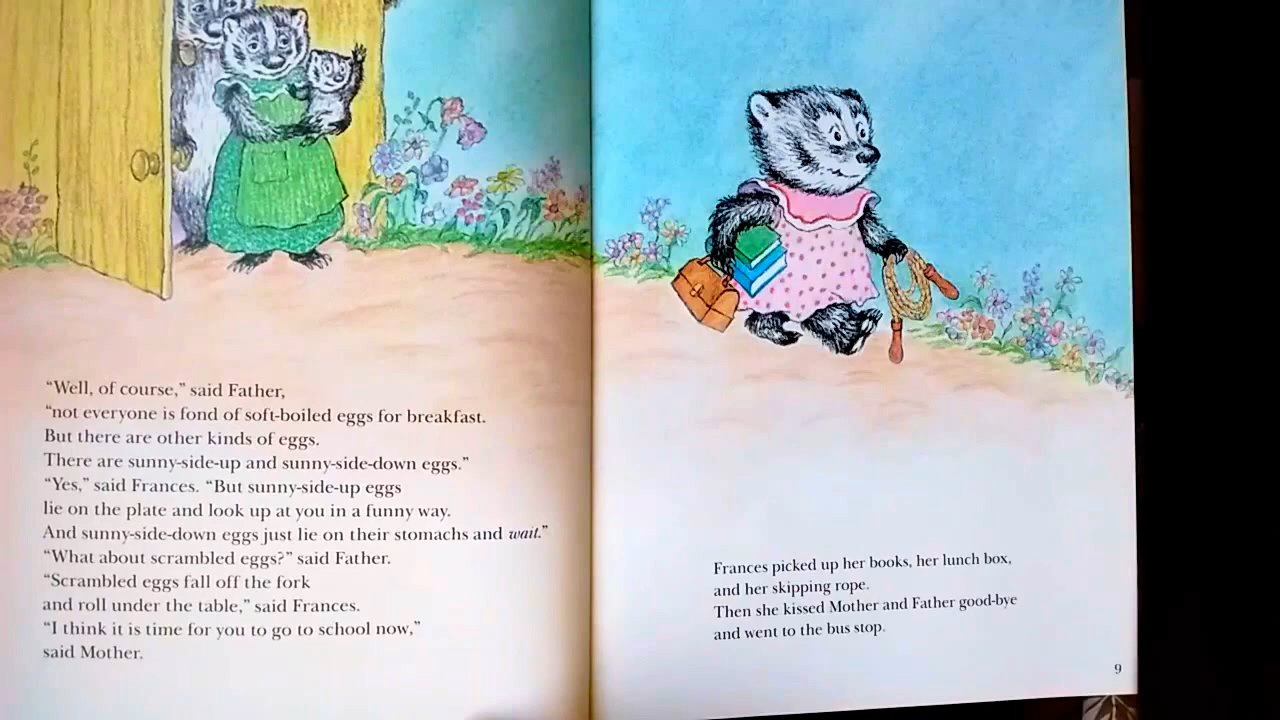 “Well, of course,” said Father,
“not everyone is fond of soft-boiled eggs for breakfast.
But there are other kinds of eggs.
There are sunny-side-up and sunny-side-down eggs.”
“Yes,” said Frances. “But sunny-side-up eggs
lie on the plate and look up at you in a funny way.
And sunny-side-down eggs just lie on their stomachs and wait.”
“What about scrambled eggs?” said Father.
“Scrambled eggs fall off the fork
and roll under the table,” said Frances.
“I think it is time for you to go to school now,”
said Mother.
Frances picked up her books, her lunch box,
and her skipping rope.
Then she kissed Mother and Father good-bye
and went to the bus stop.
9